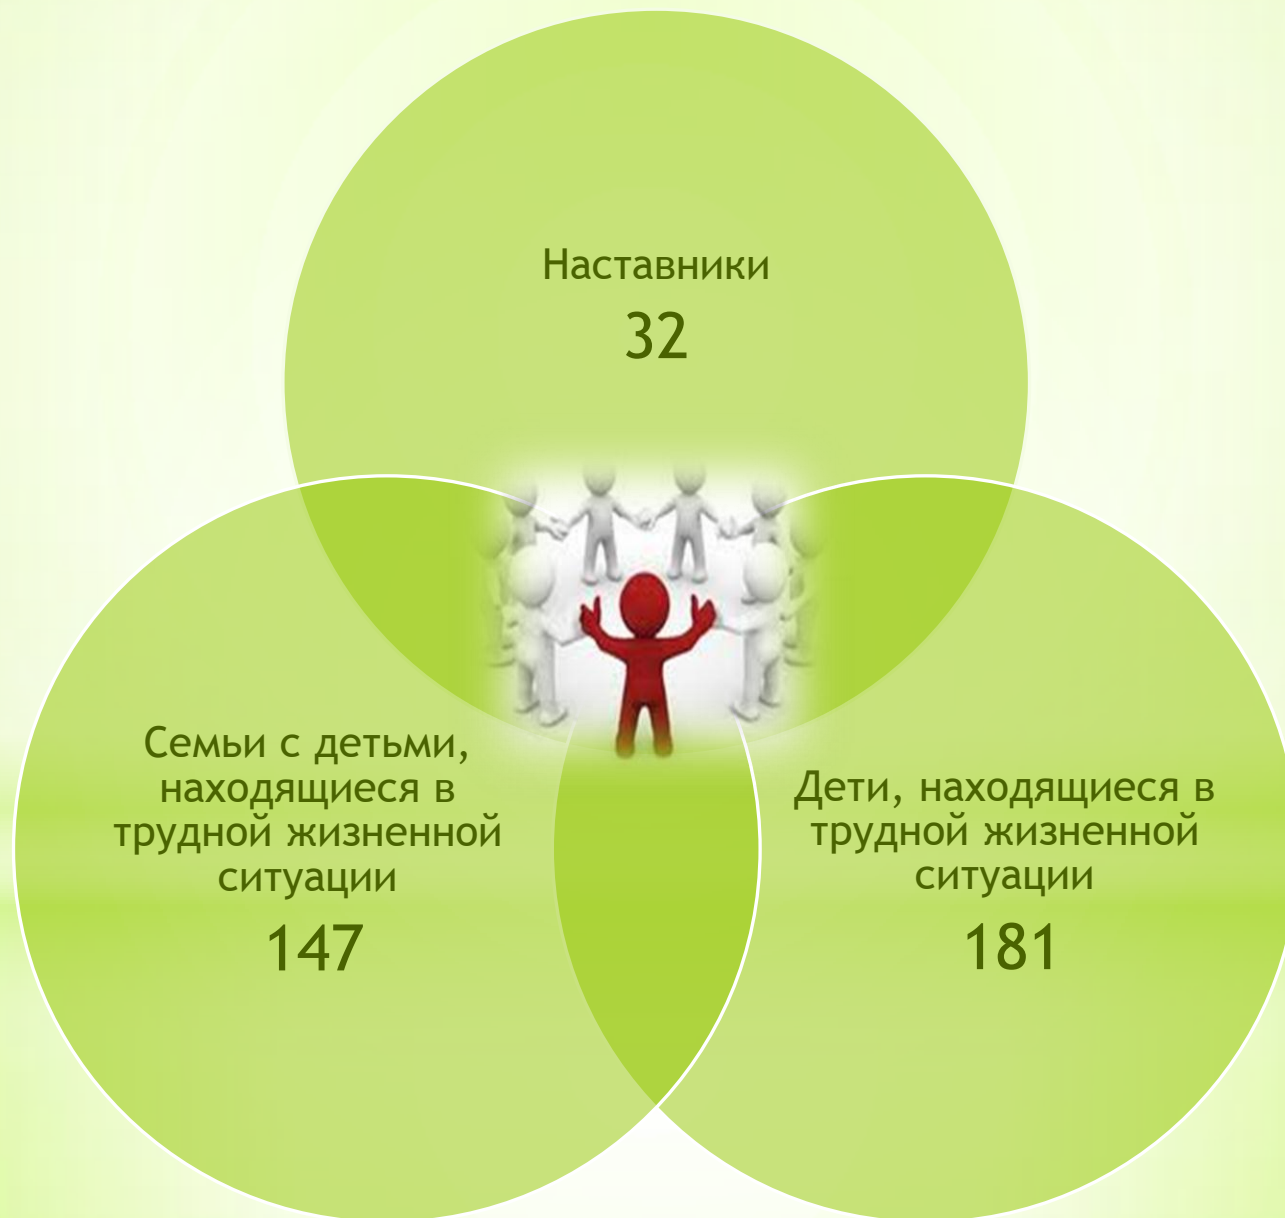 Наставники
32
Семьи с детьми,
находящиеся в
трудной жизненной
ситуации
147
Дети, находящиеся в
трудной жизненной
ситуации
181